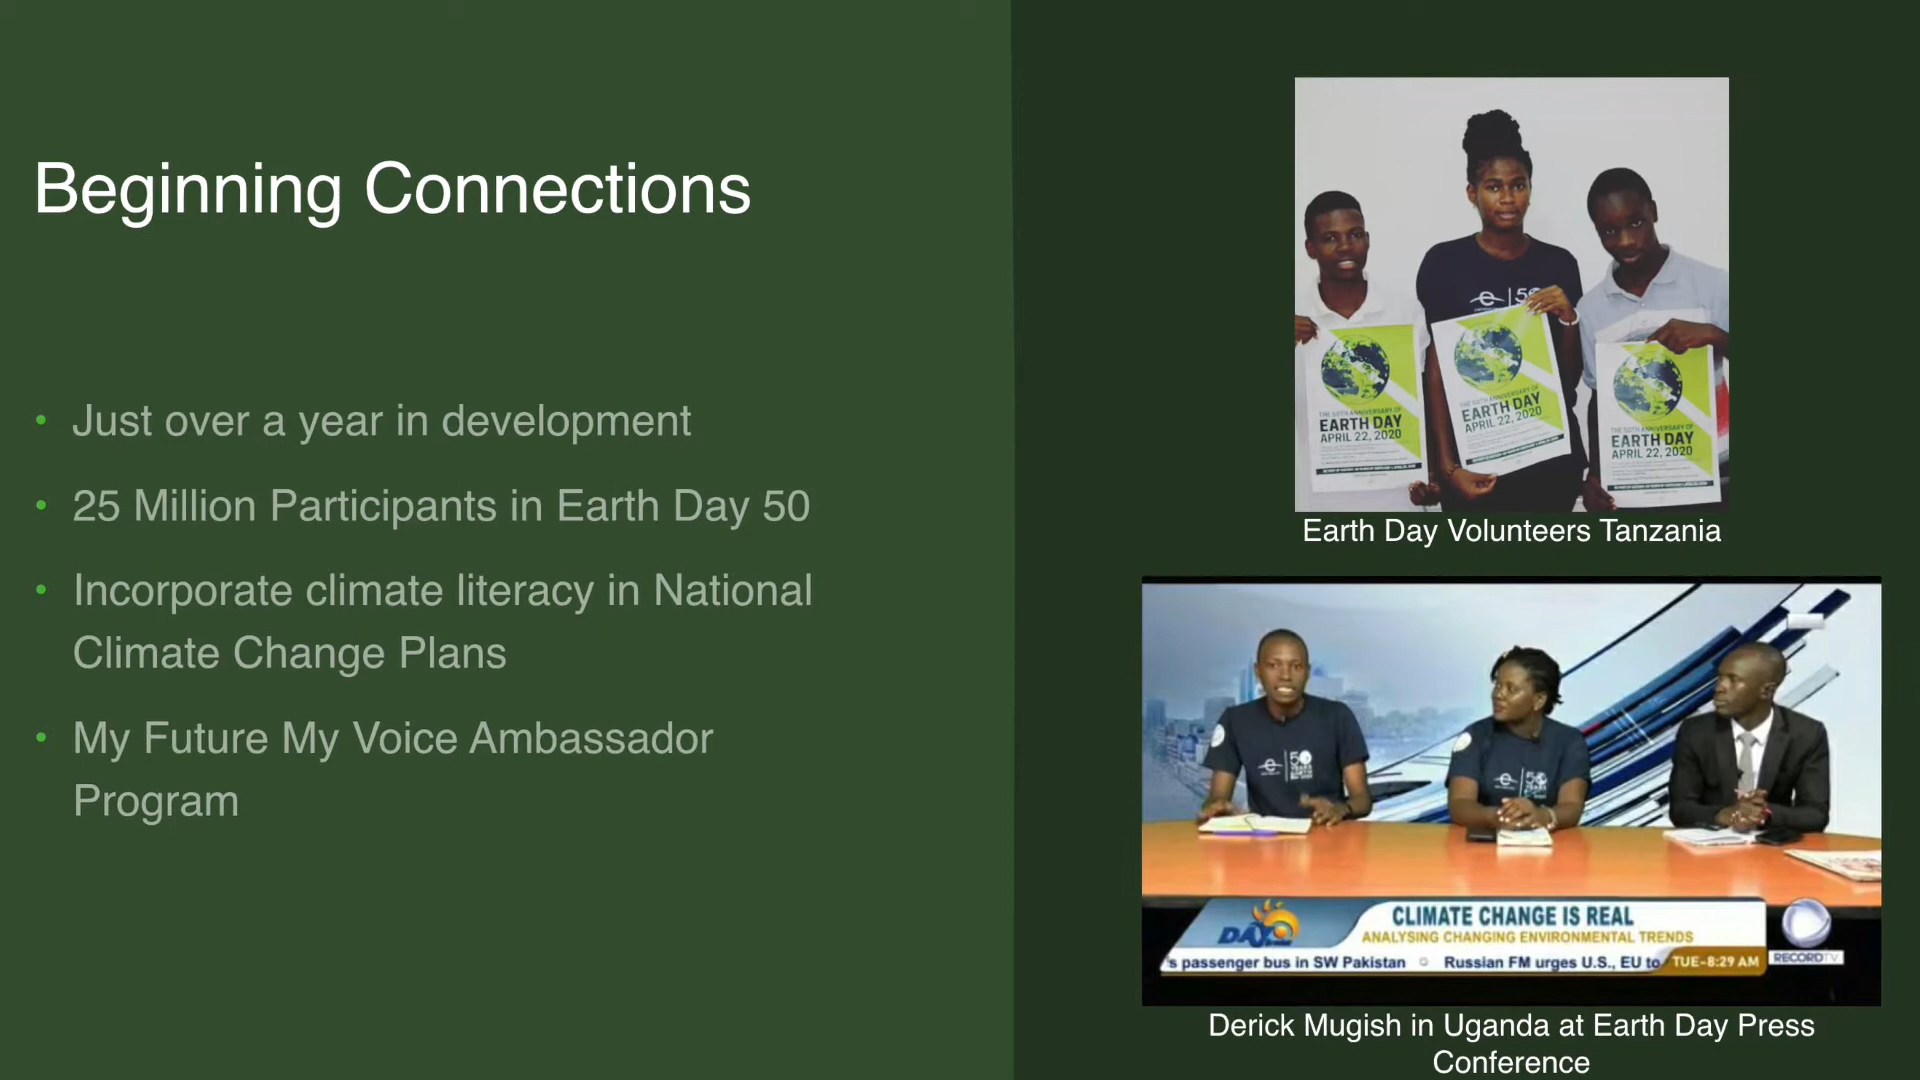 Beginning Connections
• Just over a year in development
• 25 Million Participants in Earth Day 50
• Incorporate climate literacy in National
Climate Change Plans
• My Future My Voice Ambassador
Program
THE 50TH ANNIVERSARY OF
EARTH DAY
APRIL 22, 2020
THE 50TH ANNIVERSARY OF
EARTH DAY
APRIL 22, 2020
THE 50TH ANNIVERSARY OF
EARTH DAY
APRIL 22, 2020
Earth Day Volunteers Tanzania
CLIMATE CHANGE IS REAL
ANALYSING CHANGING ENVIRONMENTAL TRENDS
's passenger bus in SW Pakistan Russian FM urges U.S., EU to
TUE-8:29 AM
RECORD TV
Derick Mugish in Uganda at Earth Day Press
Conference